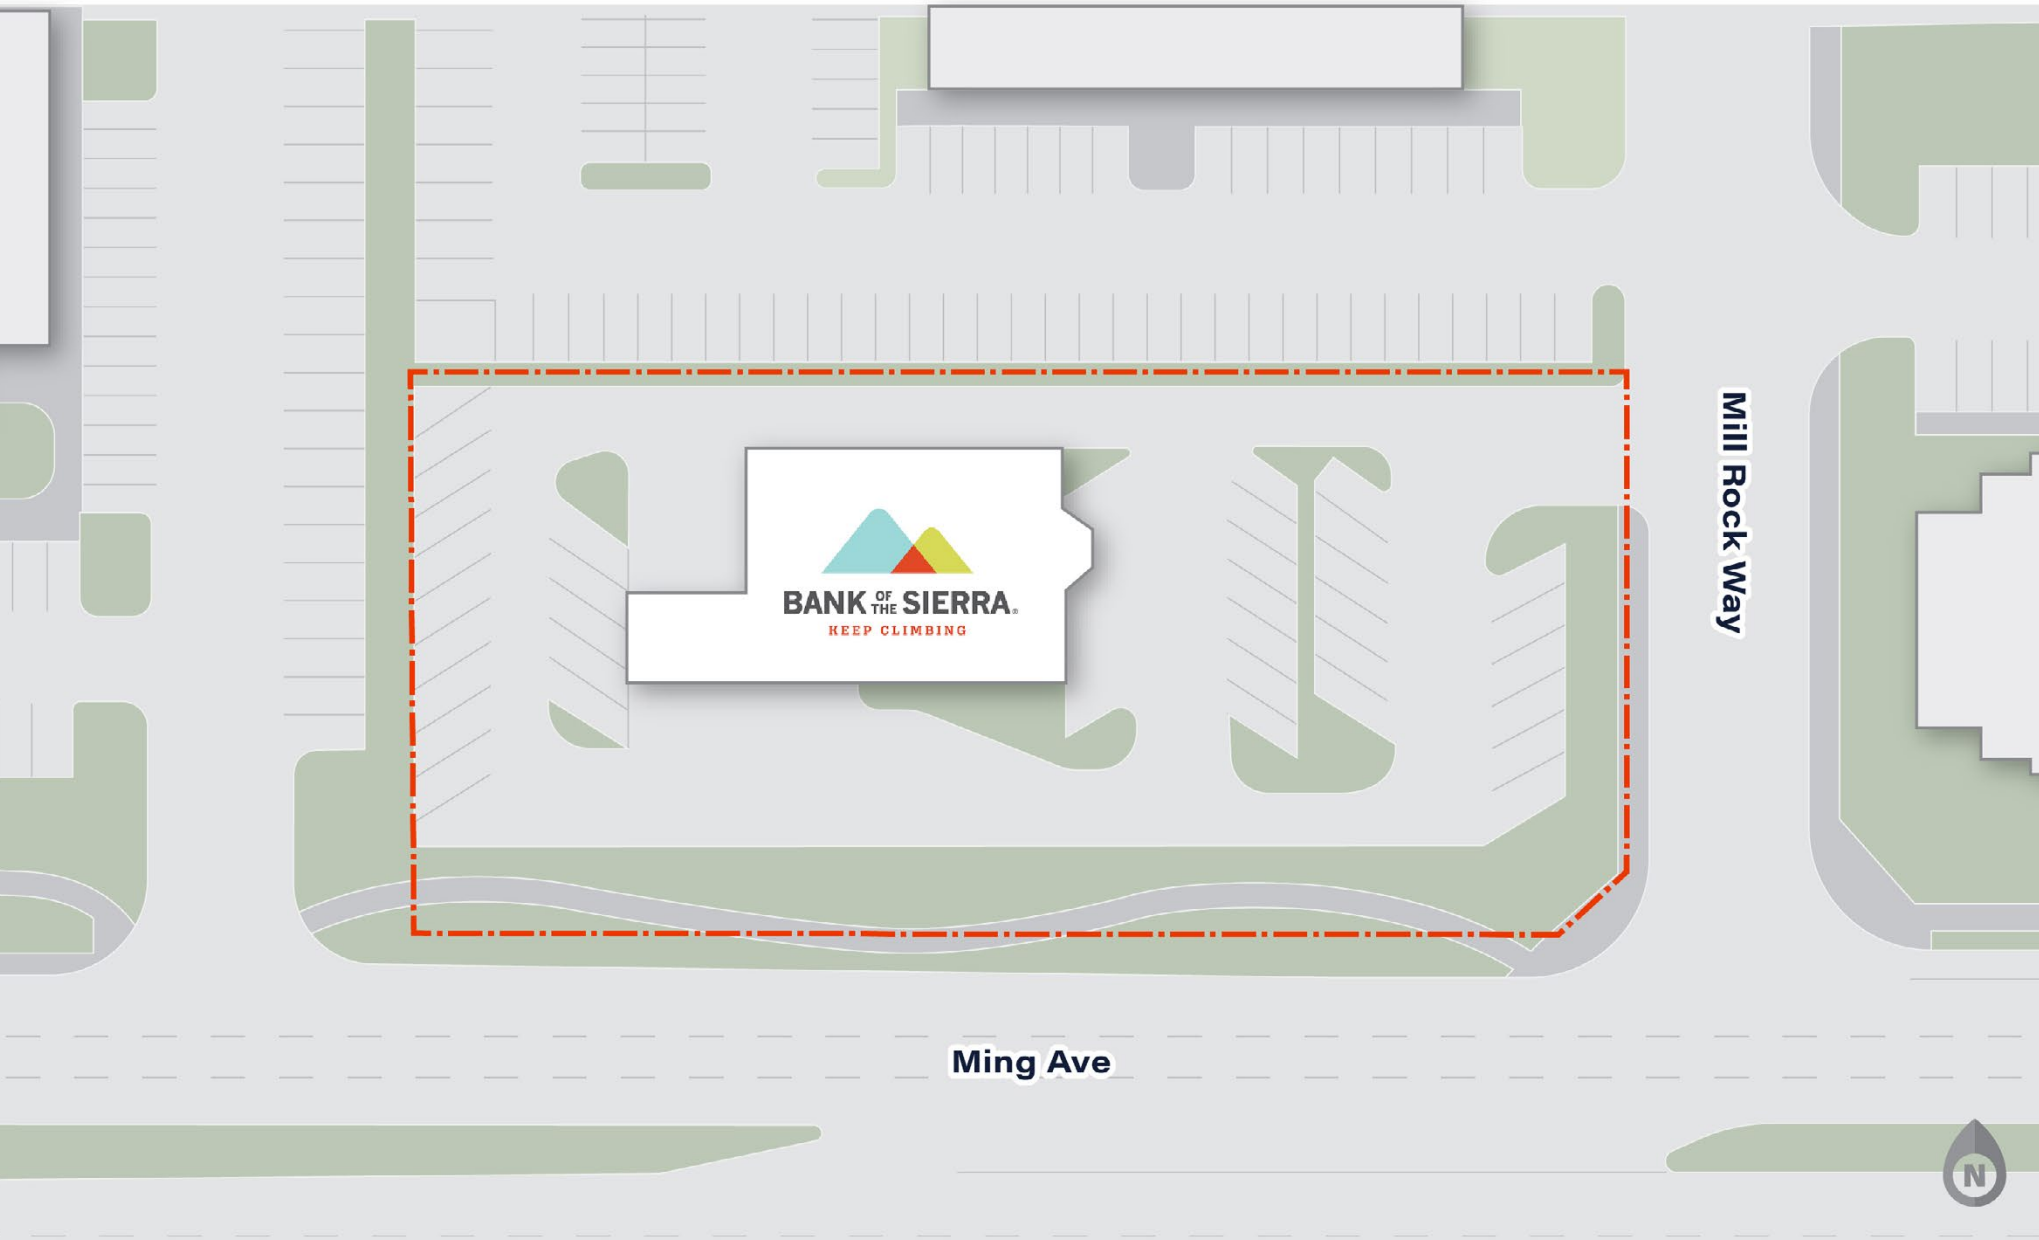 Mill Rock Way
BANK OF THE SIERRA®
KEEP CLIMBING
Ming Ave
N